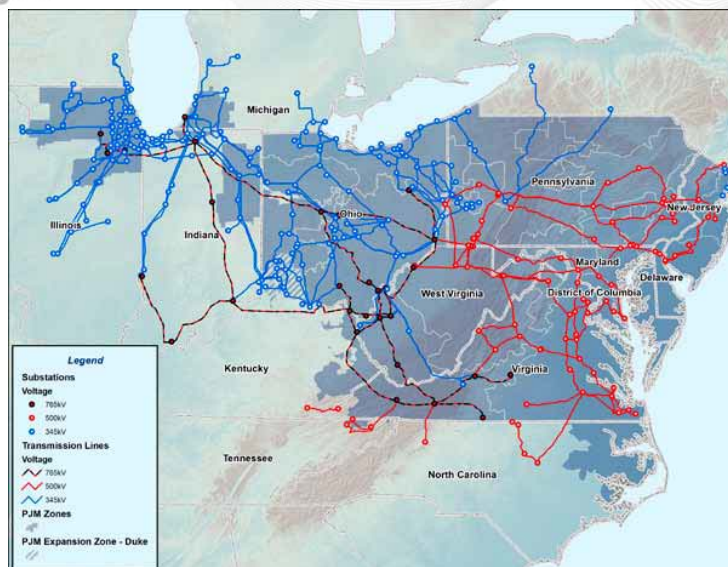 Michigan
Pennsylvania
Illinois
Indiana
Ohio
New Jersey
Maryland
Delaware
West Virginia
District of Columbia
Kentucky
Virginia
Tennessee
North Carolina
Legend
Substations
Voltage
765kV
500kV
345kV
Transmission Lines
Voltage
765kV
500kV
345kV
PJM Zones
PJM Expansion Zone - Duke